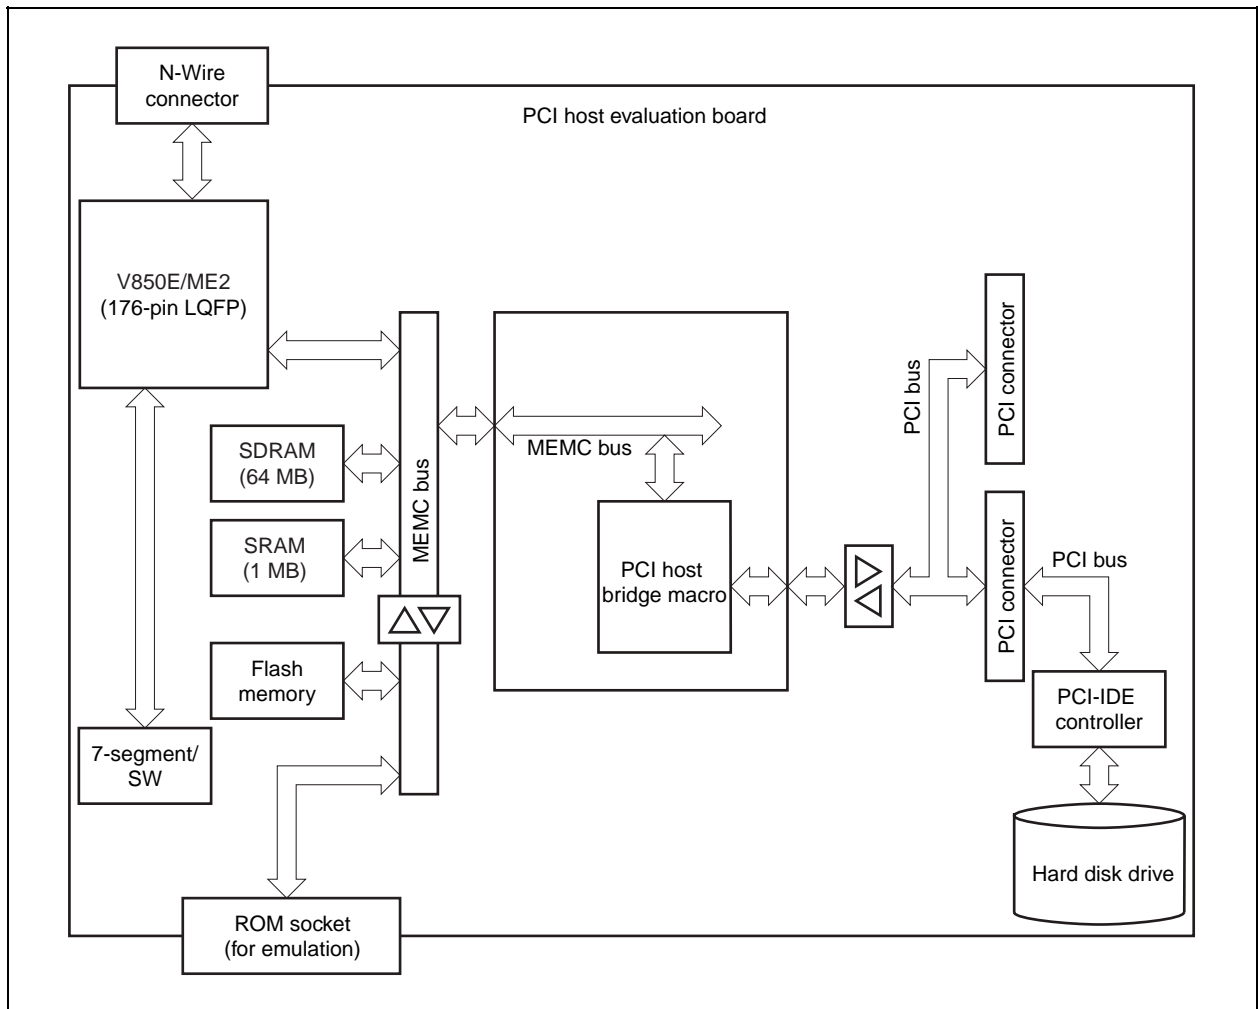 N-Wire
connector
PCI host evaluation board
V850E/ME2
(176-pin LQFP)
SDRAM
(64 MB)
SRAM
(1 MB)
Flash
memory
7-segment/
SW
ROM socket
(for emulation)
MEMC bus
MEMC bus
PCI host
bridge macro
PCI bus
PCI connector
PCI connector
PCI bus
PCI-IDE
controller
Hard disk drive